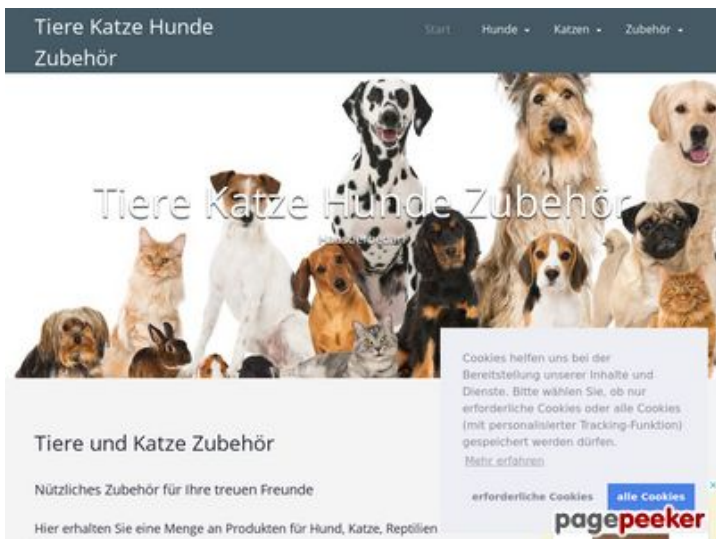 Tiere Katze Hunde
Zubehör
Start Hunde Katzen Zubehör
Tiere Katze Hunde Zubehör
Cookies helfen uns bei der
Bereitstellung unserer Inhalte und
Dienste. Bitte wählen Sie, ob nur
erforderliche Cookies oder alle Cookies
(mit personalisierter Tracking-Funktion)
gespeichert werden dürfen.
Mehr erfahren
erforderliche Cookies alle Cookies
Tiere und Katze Zubehör
Nützliches Zubehör für Ihre treuen Freunde
Hier erhalten Sie eine Menge an Produkten für Hund, Katze, Reptilien
pagepeeker